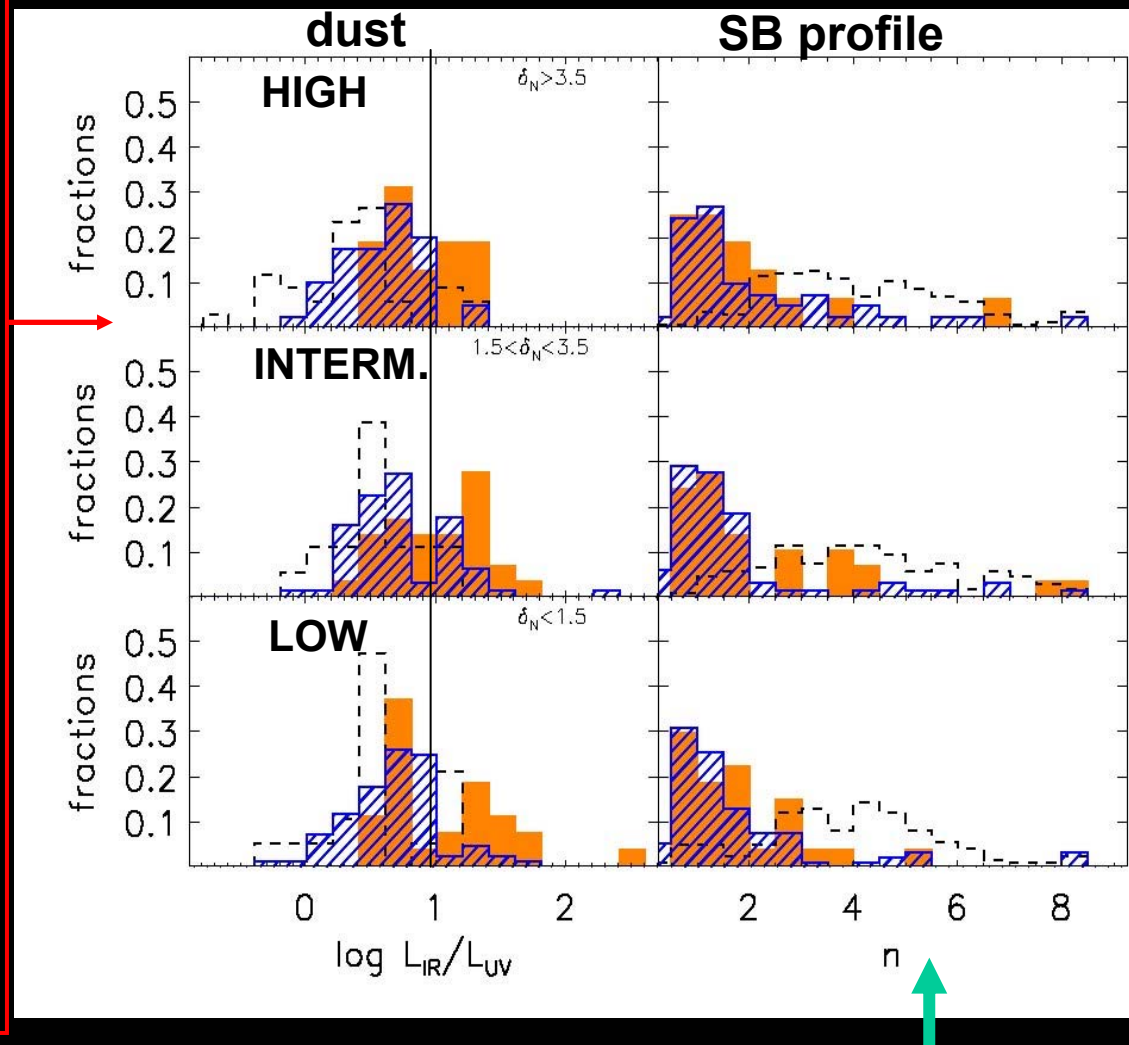 dust
SB profile
HIGH
δN>3.5
0.5
0.4
0.3
0.2
0.1
fractions
INTERM.
1.5<δN<3.5
0.5
0.4
0.3
0.2
0.1
fractions
LOW
δN<1.5
0.5
0.4
0.3
0.2
0.1
fractions
0 1 2
2 4 6 8
log LIR/LUV
n